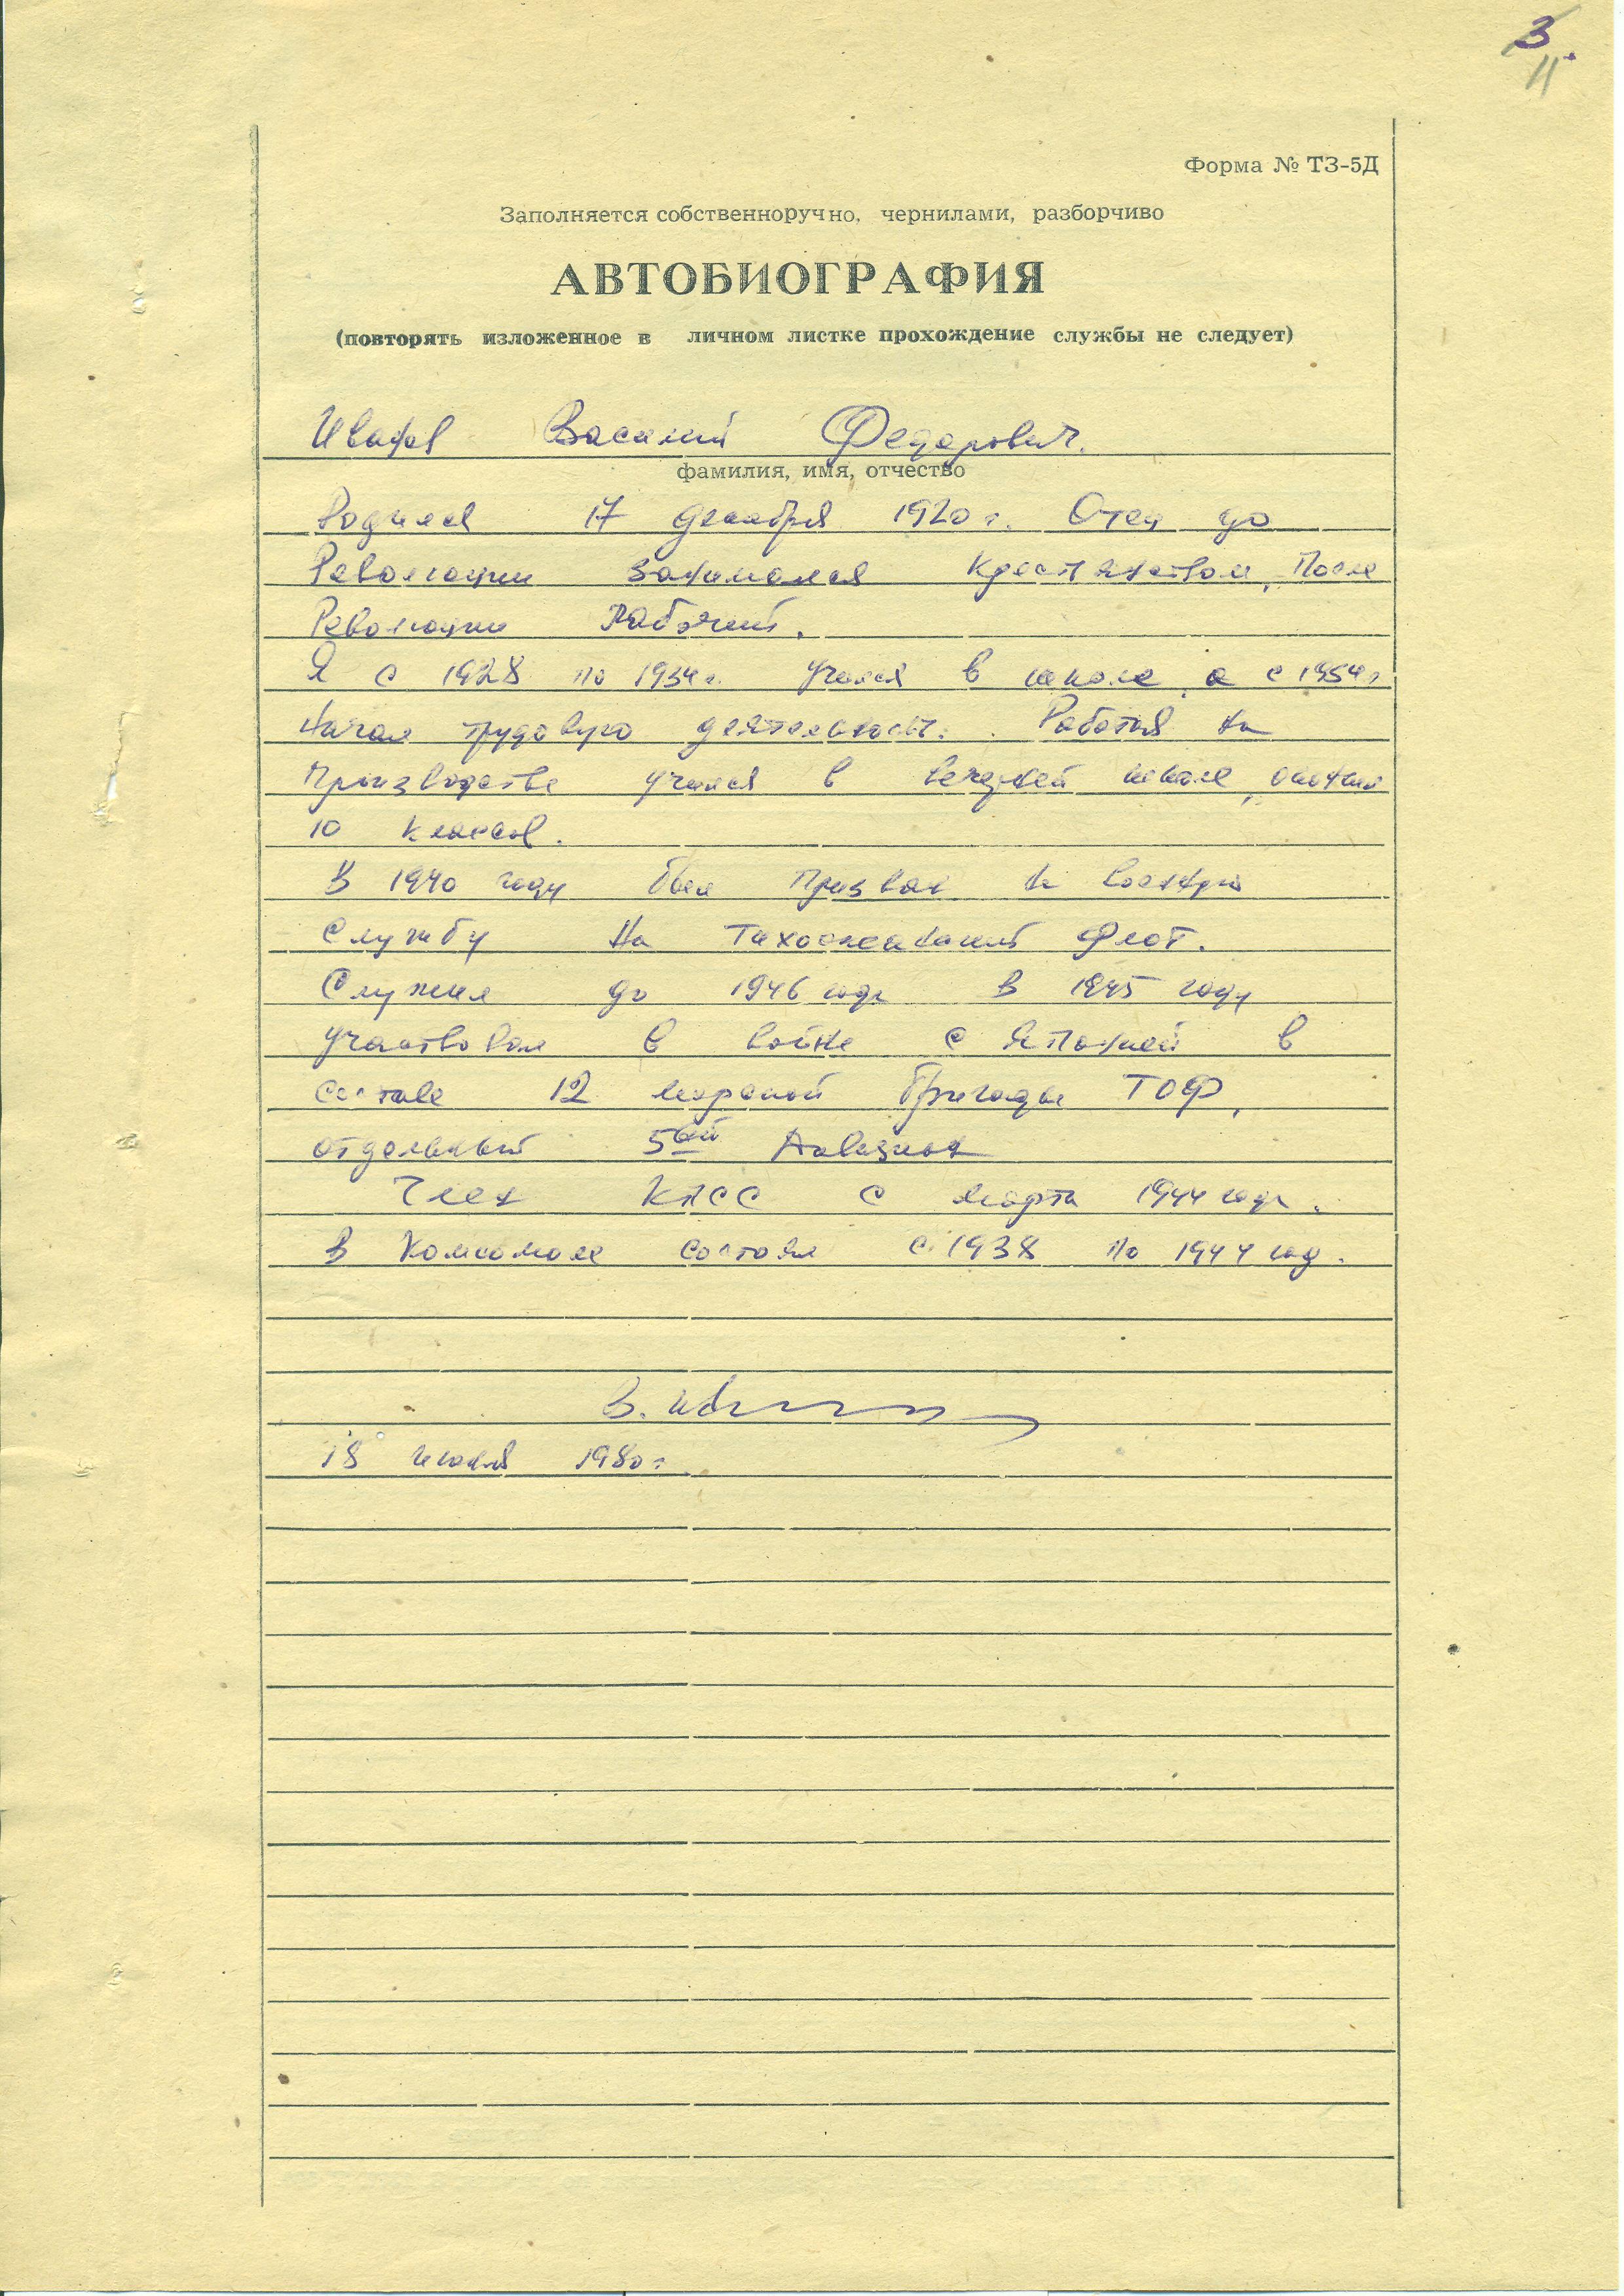 3.
11
Форма № ТЗ-5Д
Заполняется собственноручно, чернилами, разборчиво
АВТОБИОГРАФИЯ
(повторять изложенное в личном листке прохождение службы не следует)
Иванов Василий Федорович.
фамилия, имя, отчество
Родился 17 декабря 1920 г. Отец до
Революции занимался крестьянством, После
Революции Рабочий.
Я с 1928 по 1934 г. учился в школе, а с 1954 г
Начал трудовую деятельность. Работая на
Производстве учился в вечерней школе, окончил
10 классов.
В 1940 году был Призван на военную
Службу на Тихоокеанский Флот.
Служил до 1946 года В 1945 году
участвовал в войне с Японией в
составе 12 морской бригады ТОФ,
отдельный 5ый
Член КПСС с марта 1944 года.
В Комсомоле состоял с 1938 по 1944 год.
18 июля 1980 г